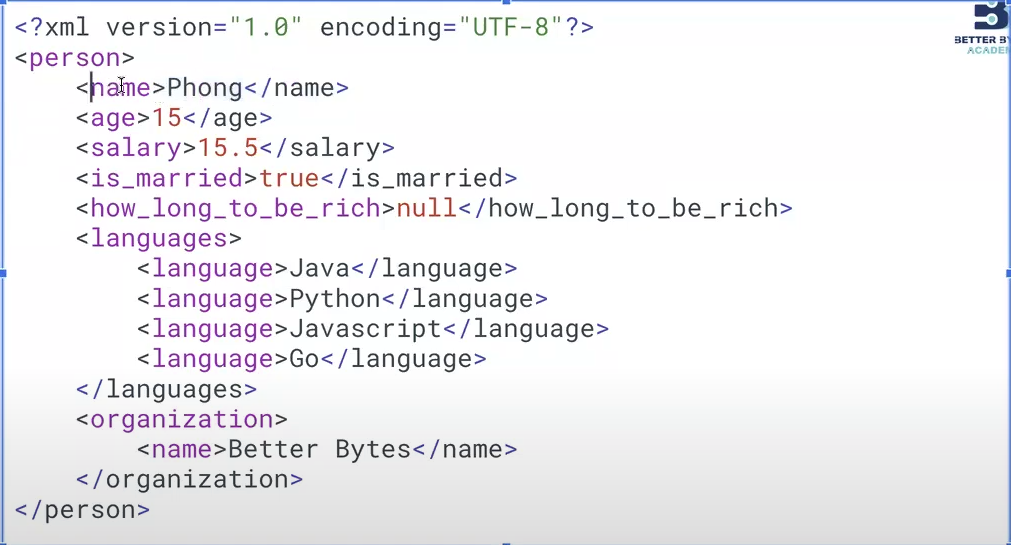 <?xml version="1.0" encoding="UTF-8"?>
<person>
    <name>Phong</name>
    <age>15</age>
    <salary>15.5</salary>
    <is_married>true</is_married>
    <how_long_to_be_rich>null</how_long_to_be_rich>
    <languages>
        <language>Java</language>
        <language>Python</language>
        <language>Javascript</language>
        <language>Go</language>
    </languages>
    <organization>
        <name>Better Bytes</name>
    </organization>
</person>
BETTER